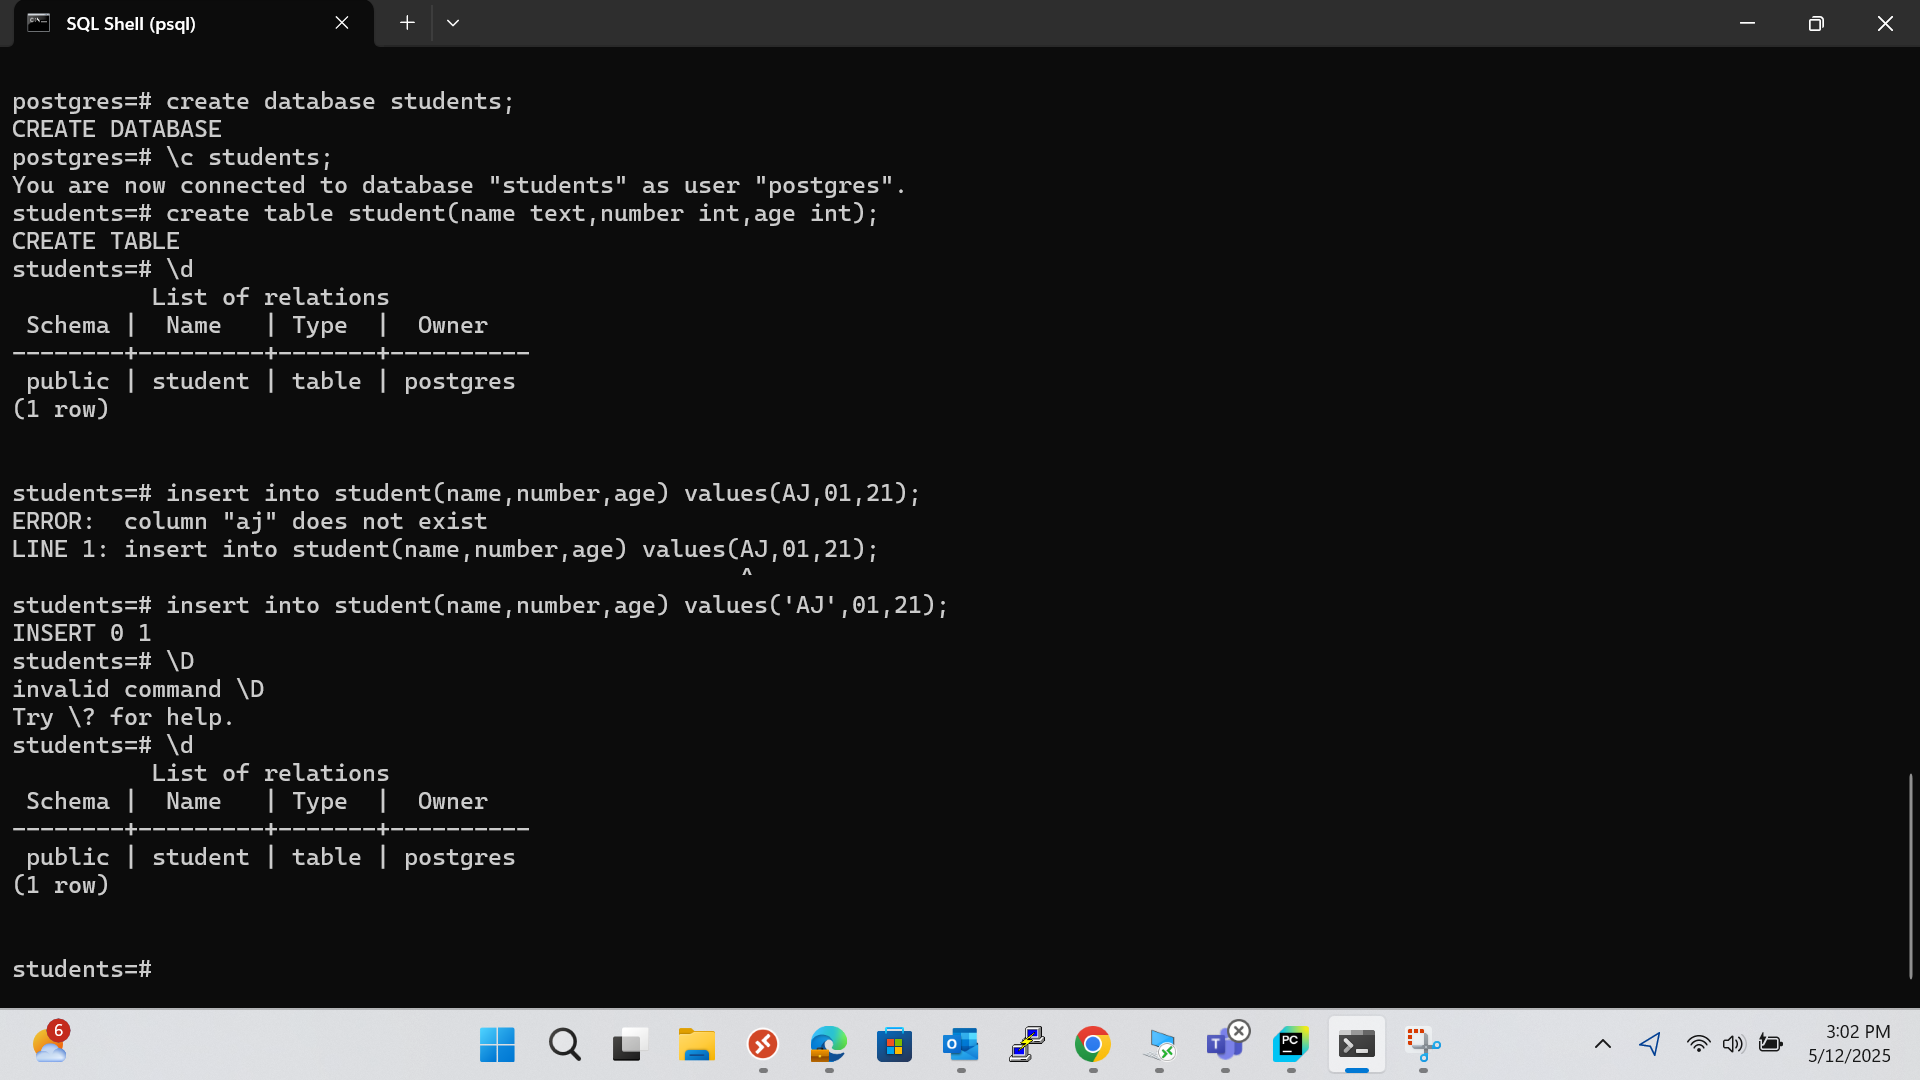 SQL Shell (psql)
postgres=# create database students;
CREATE DATABASE
postgres=# \c students;
You are now connected to database "students" as user "postgres".
students=# create table student(name text,number int,age int);
CREATE TABLE
students=# \d
          List of relations
 Schema |  Name   | Type  |  Owner
--------+---------+-------+----------
 public | student | table | postgres
(1 row)
students=# insert into student(name,number,age) values(AJ,01,21);
ERROR:  column "aj" does not exist
LINE 1: insert into student(name,number,age) values(AJ,01,21);
                                                    ^
students=# insert into student(name,number,age) values('AJ',01,21);
INSERT 0 1
students=# \D
invalid command \D
Try \? for help.
students=# \d
          List of relations
 Schema |  Name   | Type  |  Owner
--------+---------+-------+----------
 public | student | table | postgres
(1 row)
students=#
6
PC
3:02 PM
5/12/2025